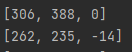 [306, 388, 0]
[262, 235, -14]